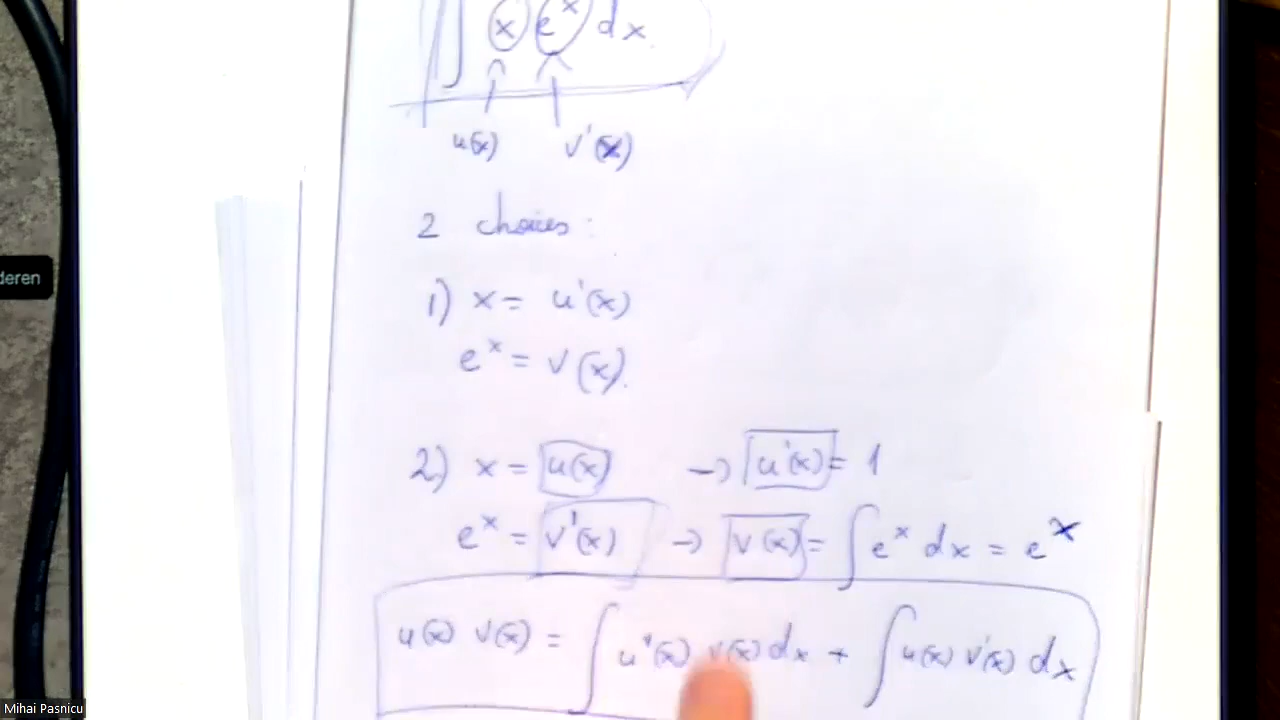 ∫ x e^x dx
u(x) v'(x)
2 choices:
1) x = u'(x)
e^x = v(x).
2) x = u(x) → u'(x) = 1
e^x = v'(x) → v(x) = ∫ e^x dx = e^x
u(x) v(x) = ∫ u'(x) v(x) dx + ∫ u(x) v'(x) dx
deren
Mihai Pasnicu